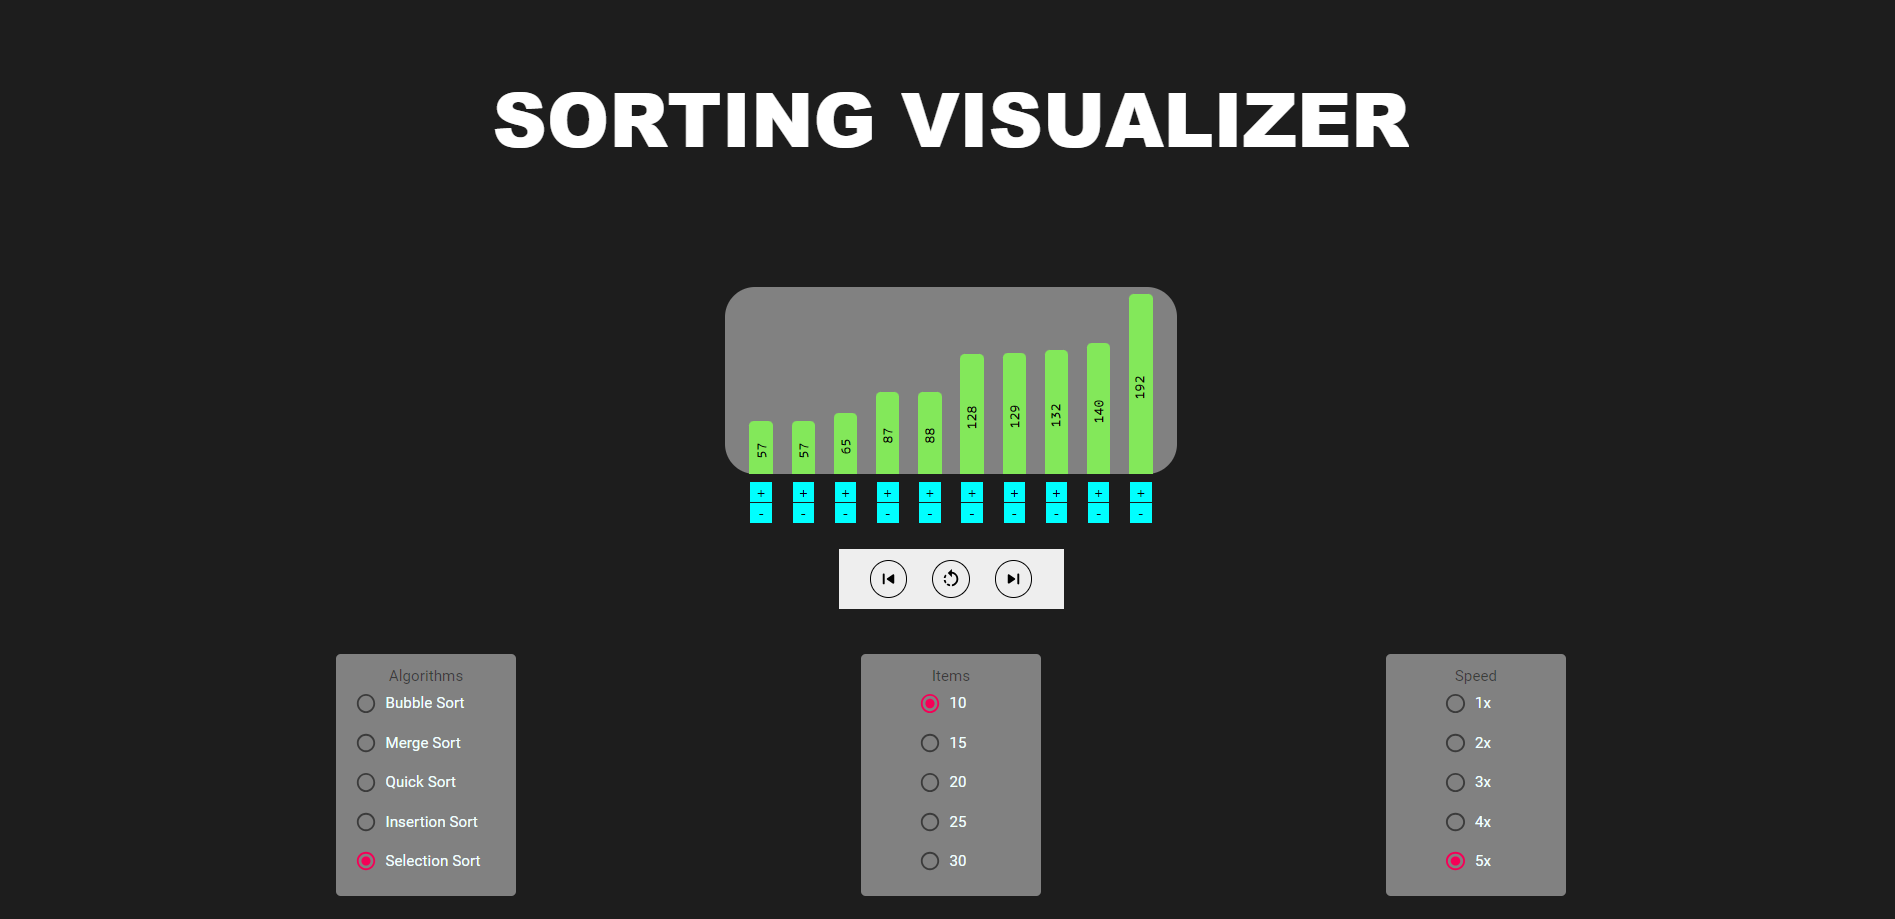 SORTING VISUALIZER
57 57 65 87 88 128 129 132 140 192
+ + + + + + + + + +
- - - - - - - - - -
Algorithms
Bubble Sort
Merge Sort
Quick Sort
Insertion Sort
Selection Sort
Items
10
15
20
25
30
Speed
1x
2x
3x
4x
5x